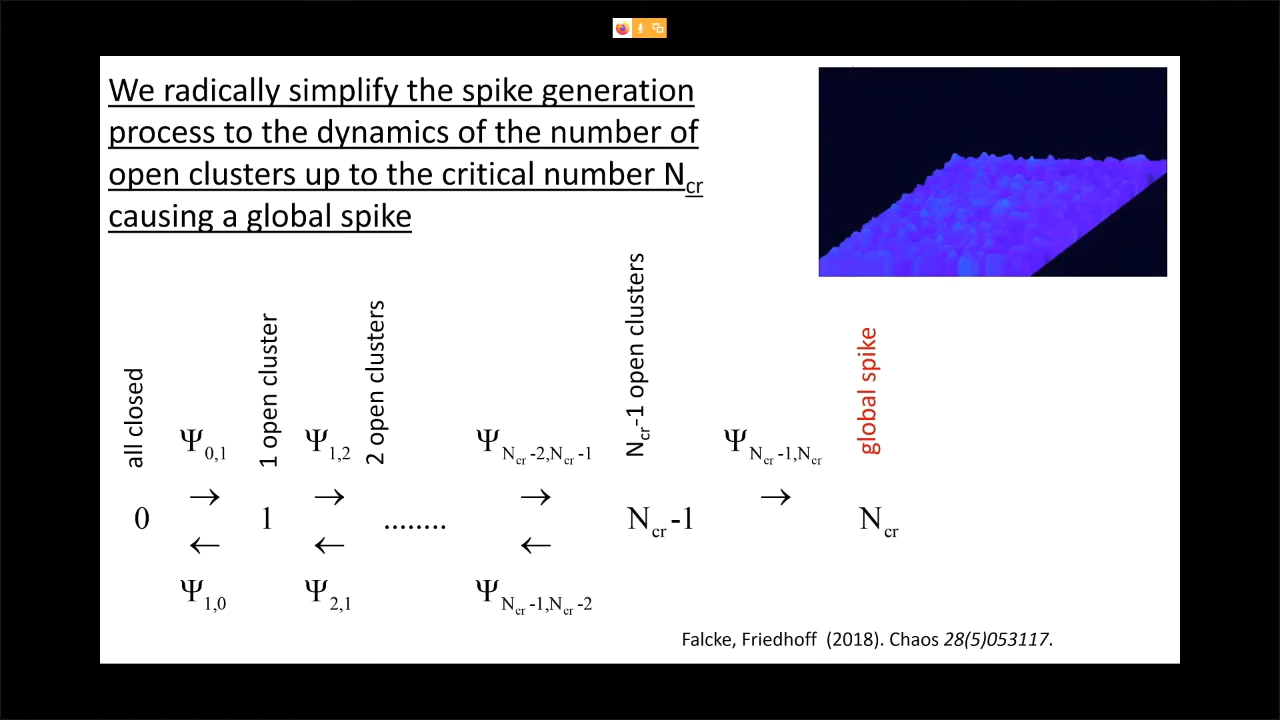 We radically simplify the spike generation
process to the dynamics of the number of
open clusters up to the critical number N_cr
causing a global spike
all closed
1 open cluster
2 open clusters
N_cr-1 open clusters
global spike
Ψ_0,1 Ψ_1,2 Ψ_N_cr-2,N_cr-1 Ψ_N_cr-1,N_cr
→ → → →
0 1 ........ N_cr-1 N_cr
← ← ←
Ψ_1,0 Ψ_2,1 Ψ_N_cr-1,N_cr-2
Falcke, Friedhoff (2018). Chaos 28(5)053117.